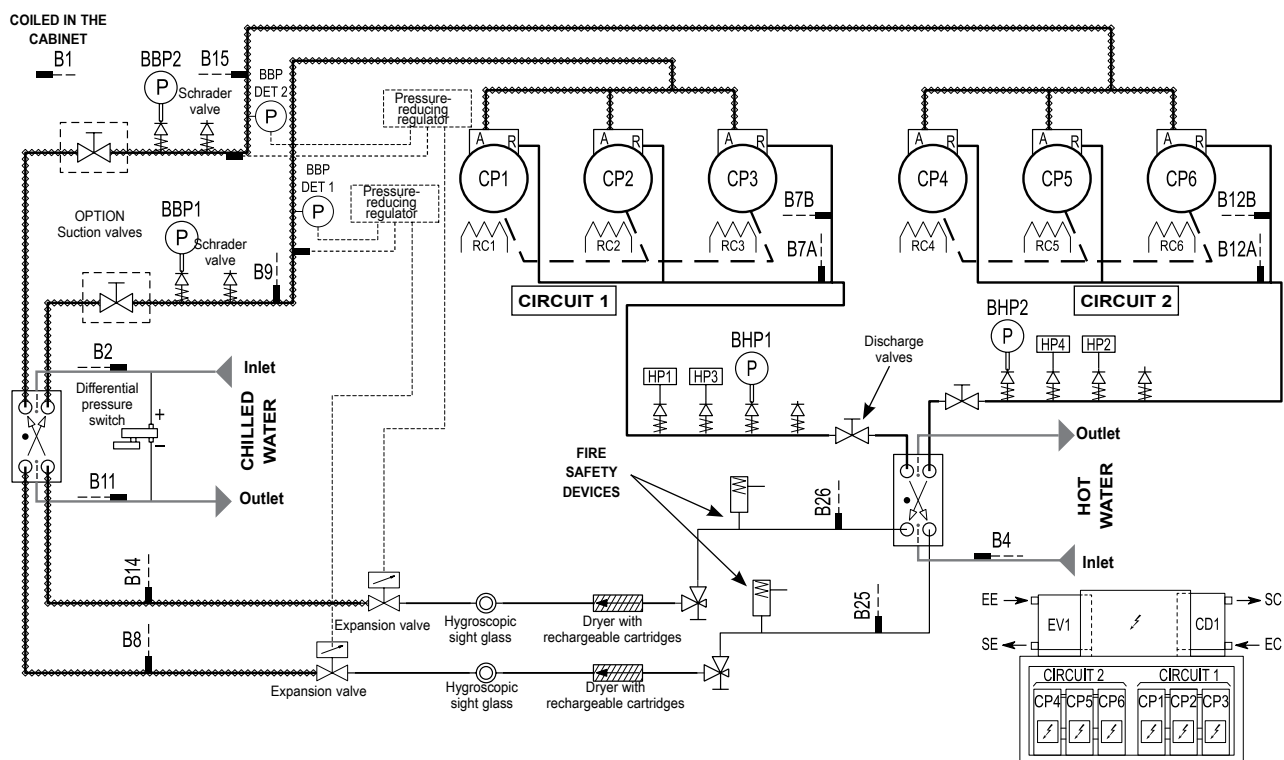 COILED IN THE
CABINET
B1
BBP2
P
Schrader
valve
B15
BBP
DET 2
P
Pressure-
reducing
regulator
BBP
DET 1
P
Pressure-
reducing
regulator
OPTION
Suction valves
BBP1
P
Schrader
valve
B9
A R
CP1
RC1
A R
CP2
RC2
A R
CP3
RC3
B7B
B7A
CIRCUIT 1
A R
CP4
RC4
A R
CP5
RC5
A R
CP6
RC6
B12B
B12A
CIRCUIT 2
B2
Inlet
Differential
pressure
switch
+
–
CHILLED
WATER
B11
Outlet
HP1
HP3
BHP1
P
Discharge
valves
BHP2
P
HP4
HP2
Outlet
HOT
WATER
B4
Inlet
FIRE
SAFETY
DEVICES
B26
B25
B14
Expansion valve
Hygroscopic
sight glass
Dryer with
rechargeable cartridges
B8
Expansion valve
Hygroscopic
sight glass
Dryer with
rechargeable cartridges
EE
SE
EV1
CD1
SC
EC
CIRCUIT 2
CIRCUIT 1
CP4 CP5 CP6
CP1 CP2 CP3